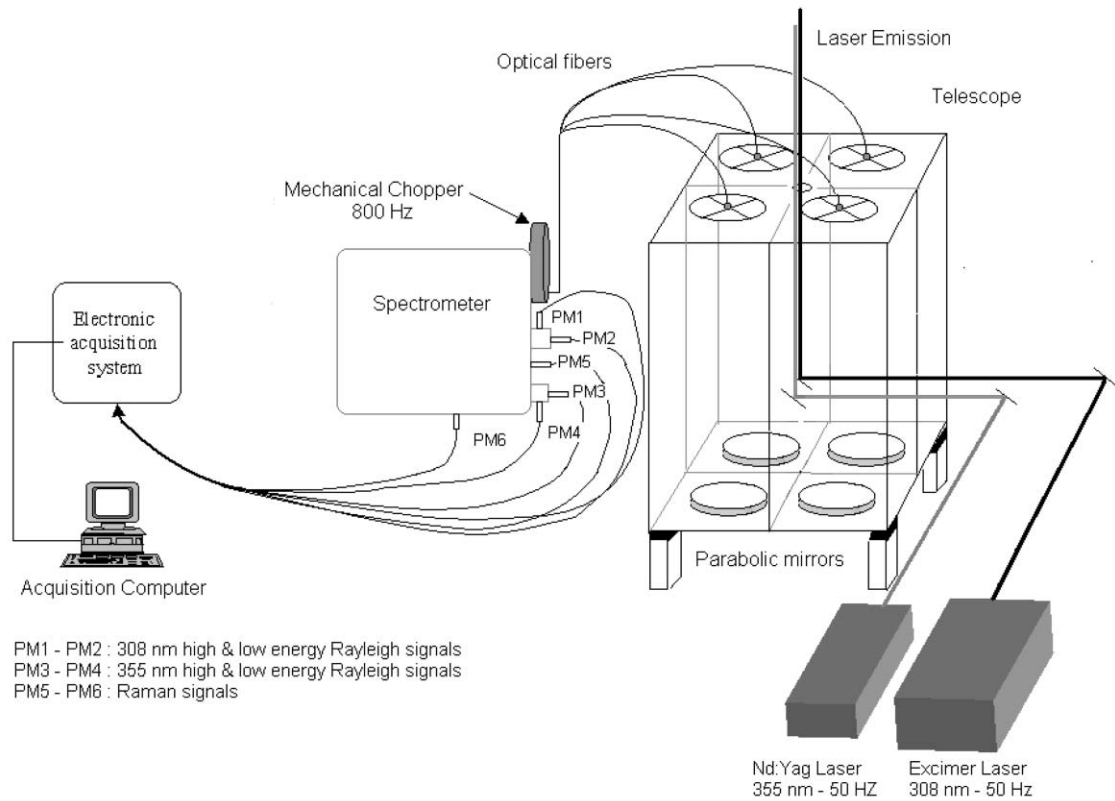 Laser Emission
Optical fibers
Telescope
Mechanical Chopper
800 Hz
Spectrometer
PM1
PM2
PM5
PM3
PM4
PM6
Electronic
acquisition
system
Parabolic mirrors
Acquisition Computer
PM1 - PM2 : 308 nm high & low energy Rayleigh signals
PM3 - PM4 : 355 nm high & low energy Rayleigh signals
PM5 - PM6 : Raman signals
Nd:Yag Laser
355 nm - 50 HZ
Excimer Laser
308 nm - 50 Hz